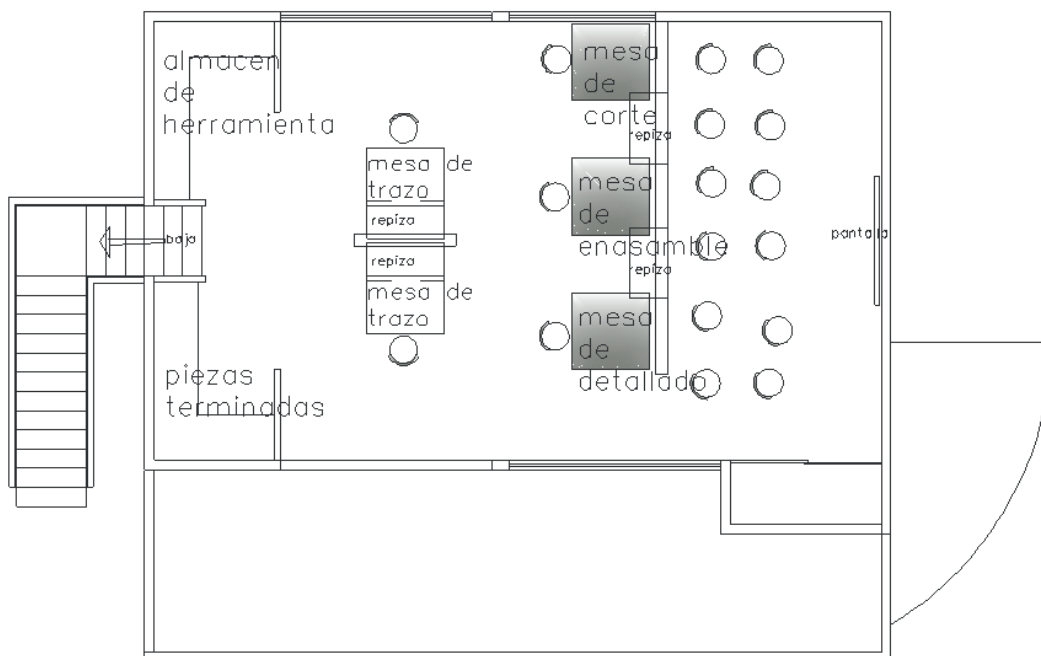 almacen
de
herramienta
mesa
de
corte
repiza
mesa de
trazo
repiza
mesa
de
enasamble
baja
pantalla
repiza
repiza
mesa de
trazo
mesa
de
detallado
piezas
terminadas